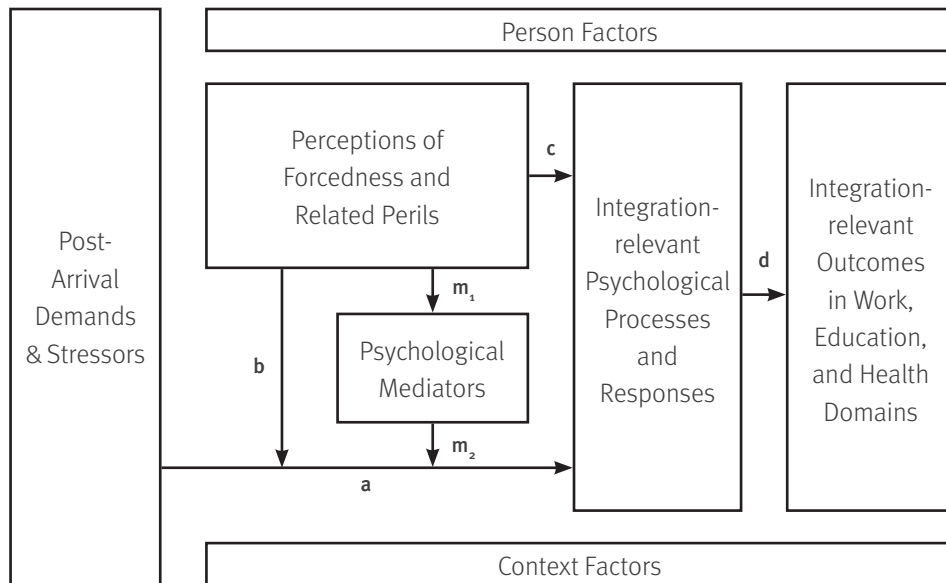 Person Factors
Perceptions of
Forcedness and
Related Perils
c
Post-
Arrival
Demands
& Stressors
b
m₁
Psychological
Mediators
m₂
a
Integration-
relevant
Psychological
Processes
and
Responses
d
Integration-
relevant
Outcomes
in Work,
Education,
and Health
Domains
Context Factors